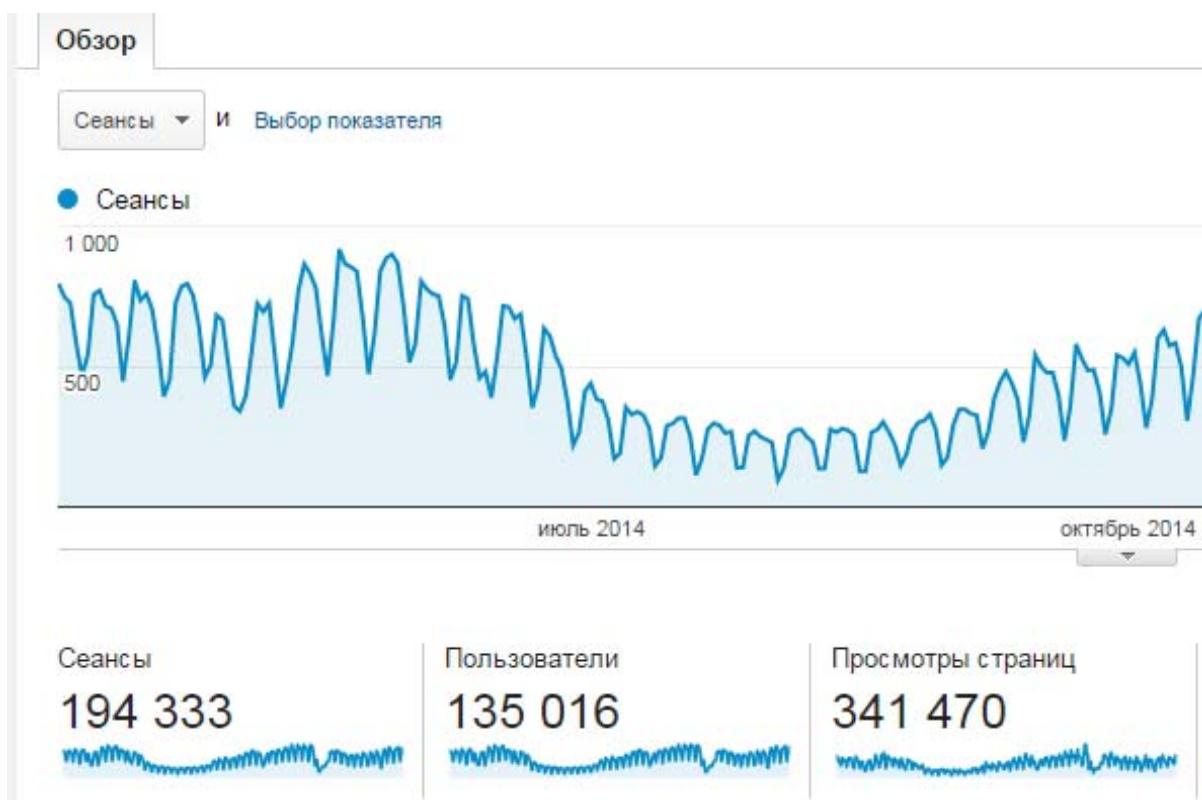 Обзор
Сеансы и Выбор показателя
Сеансы
1 000
500
июль 2014 октябрь 2014
Сеансы Пользователи Просмотры страниц
194 333 135 016 341 470